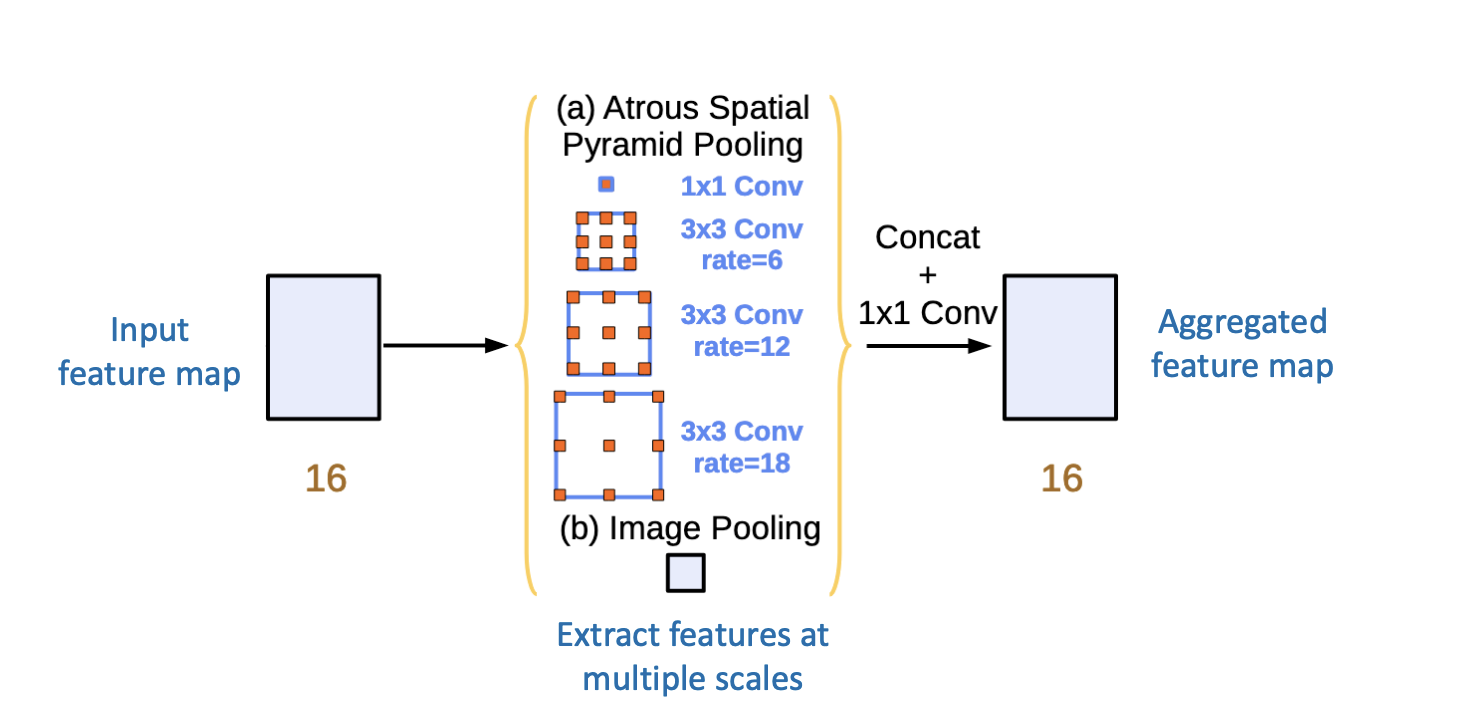 Input
feature map
16
(a) Atrous Spatial
Pyramid Pooling
1x1 Conv
3x3 Conv
rate=6
3x3 Conv
rate=12
3x3 Conv
rate=18
(b) Image Pooling
Extract features at
multiple scales
Concat
+
1x1 Conv
16
Aggregated
feature map